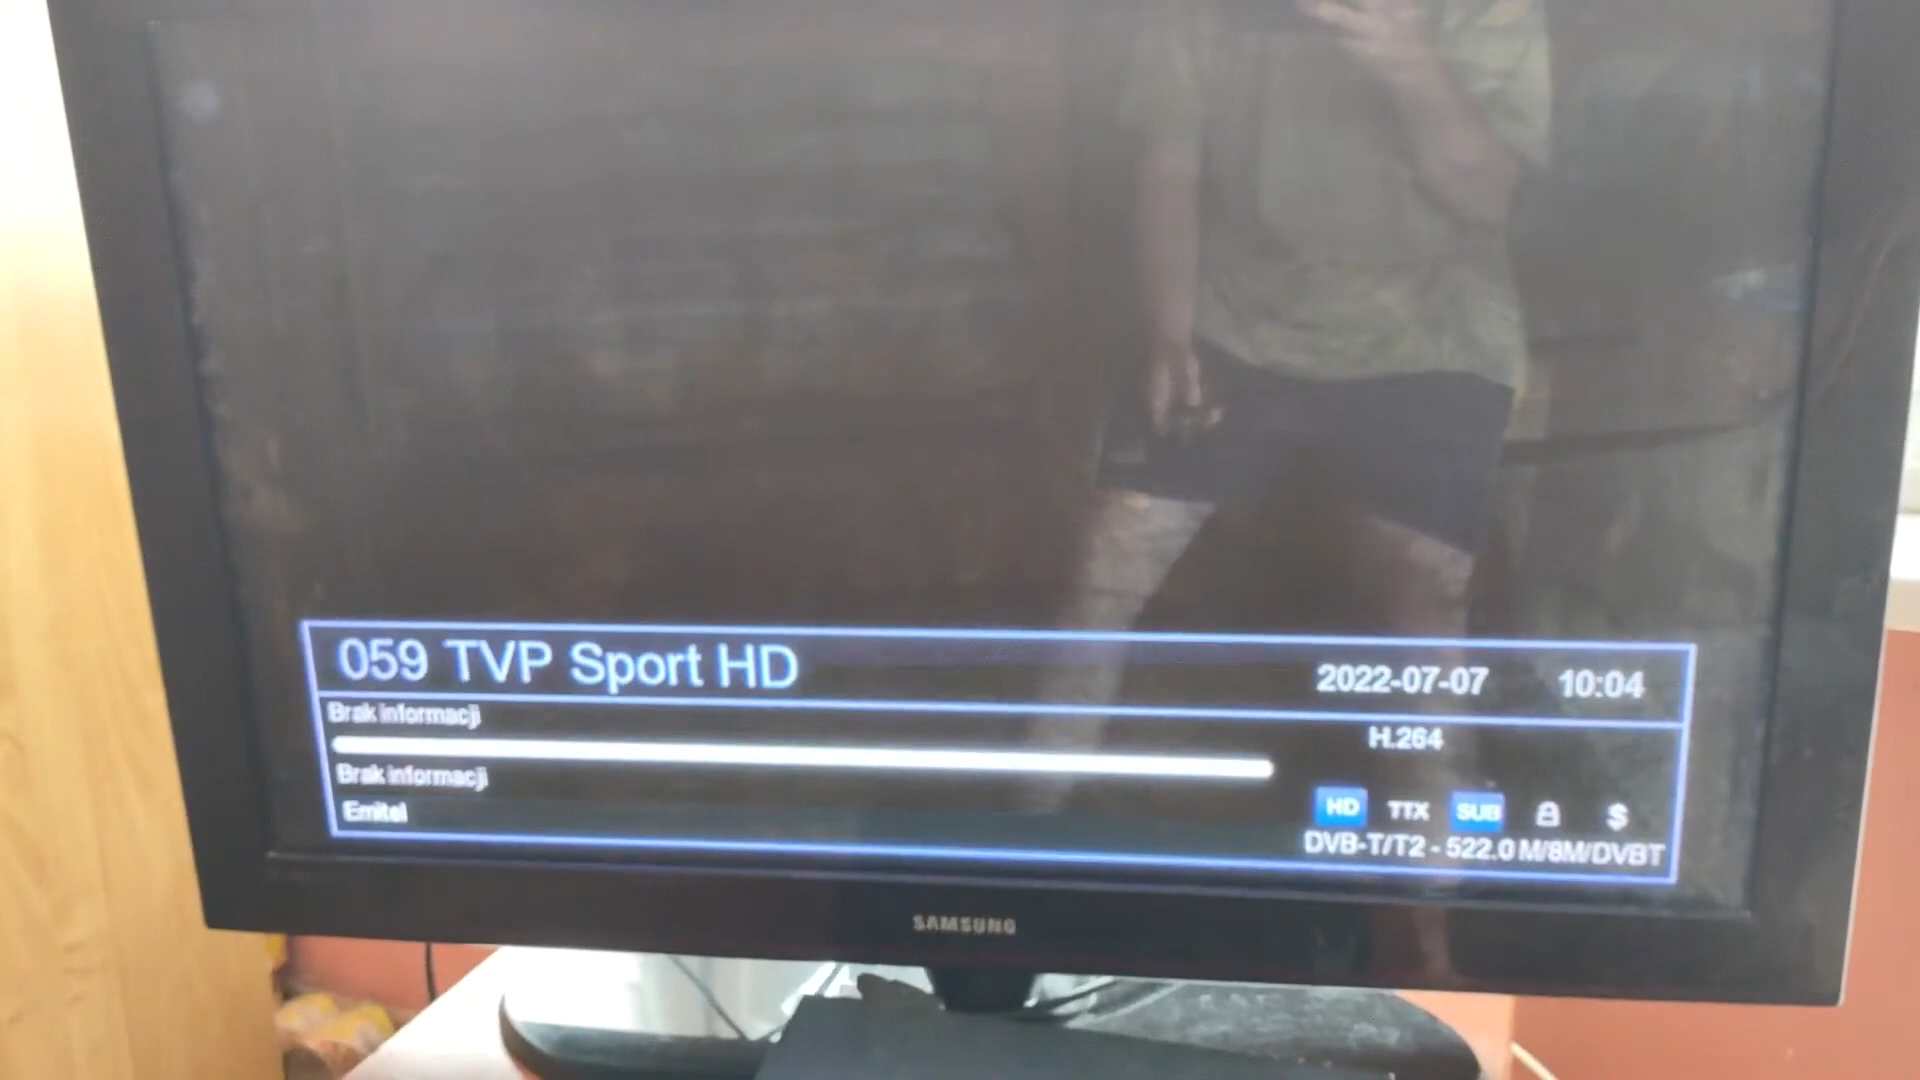 059 TVP Sport HD
2022-07-07 10:04
Brak informacji
H.264
Brak informacji
Emitel
HD TTX SUB $
DVB-T/T2 - 522.0 M/8M/DVBT
SAMSUNG